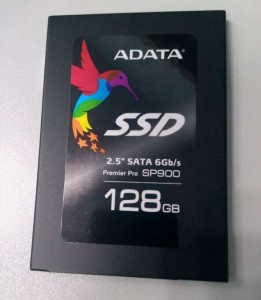 ADATA
SSD
2.5" SATA 6Gb/s
Premier Pro SP900
128GB